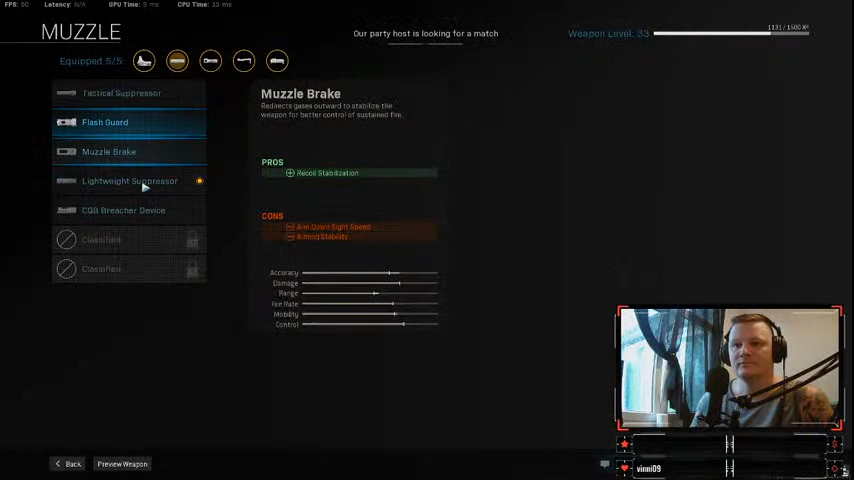 FPS: 50 Latency: N/A GPU Time: 9 ms CPU Time: 13 ms
MUZZLE
Our party host is looking for a match
Weapon Level: 33
1191 / 1500 XP
Equipped 5/5
Tactical Suppressor
Flash Guard
Muzzle Brake
Lightweight Suppressor
CQB Breacher Device
Classified
Classified
Muzzle Brake
Redirects gases outward to stabilize the
weapon for better control of sustained fire.
PROS
Recoil Stabilization
CONS
Aim Down Sight Speed
Aiming Stability
Accuracy
Damage
Range
Fire Rate
Mobility
Control
Back
Preview Weapon
vinni09